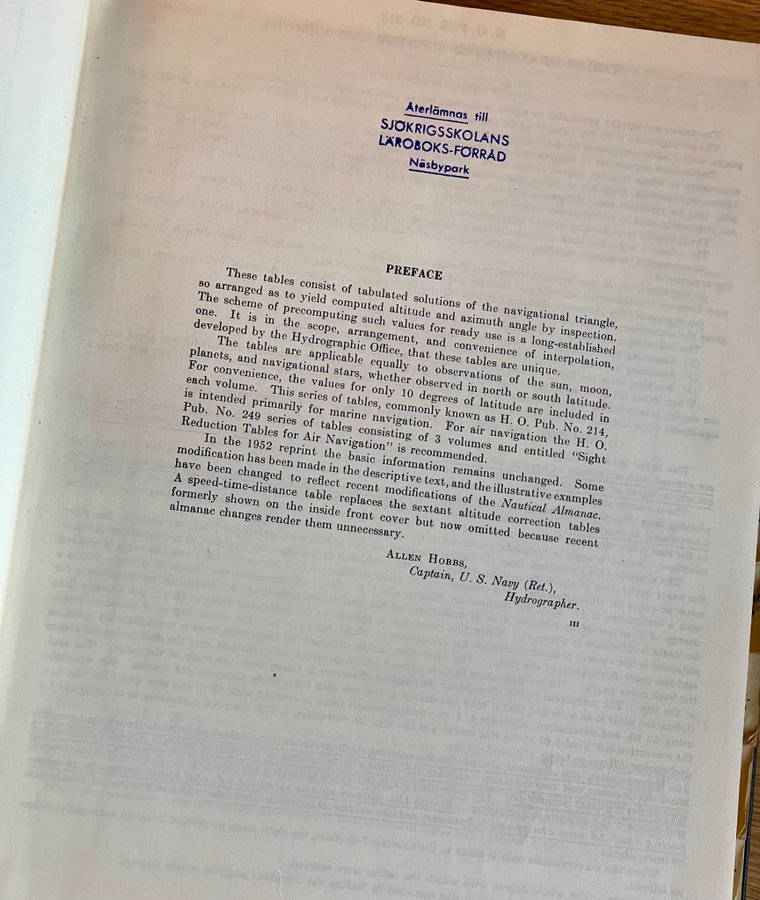 Återlämnas till
SJÖKRIGSSKOLANS
LÄROBOKS-FÖRRÅD
Näsbypark
PREFACE
These tables consist of tabulated solutions of the navigational triangle,
so arranged as to yield computed altitude and azimuth angle by inspection.
The scheme of precomputing such values for ready use is a long-established
one. It is in the scope, arrangement, and convenience of interpolation,
developed by the Hydrographic Office, that these tables are unique.
The tables are applicable equally to observations of the sun, moon,
planets, and navigational stars, whether observed in north or south latitude.
For convenience, the values for only 10 degrees of latitude are included in
each volume. This series of tables, commonly known as H. O. Pub. No. 214,
is intended primarily for marine navigation. For air navigation the H. O.
Pub. No. 249 series of tables consisting of 3 volumes and entitled "Sight
Reduction Tables for Air Navigation" is recommended.
In the 1952 reprint the basic information remains unchanged. Some
modification has been made in the descriptive text, and the illustrative examples
have been changed to reflect recent modifications of the Nautical Almanac.
A speed-time-distance table replaces the sextant altitude correction tables
formerly shown on the inside front cover but now omitted because recent
almanac changes render them unnecessary.
ALLEN HOBBS,
Captain, U. S. Navy (Ret.),
Hydrographer.
III